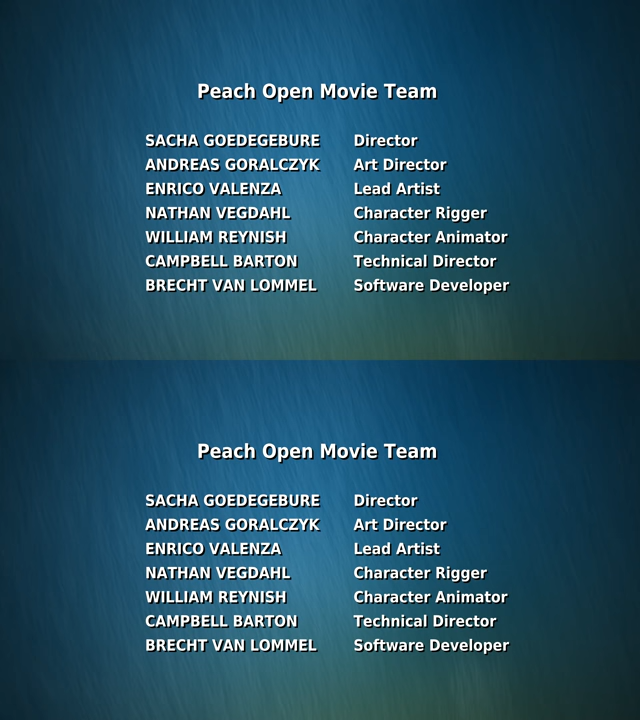 Peach Open Movie Team
SACHA GOEDEGEBURE Director
ANDREAS GORALCZYK Art Director
ENRICO VALENZA Lead Artist
NATHAN VEGDAHL Character Rigger
WILLIAM REYNISH Character Animator
CAMPBELL BARTON Technical Director
BRECHT VAN LOMMEL Software Developer
Peach Open Movie Team
SACHA GOEDEGEBURE Director
ANDREAS GORALCZYK Art Director
ENRICO VALENZA Lead Artist
NATHAN VEGDAHL Character Rigger
WILLIAM REYNISH Character Animator
CAMPBELL BARTON Technical Director
BRECHT VAN LOMMEL Software Developer